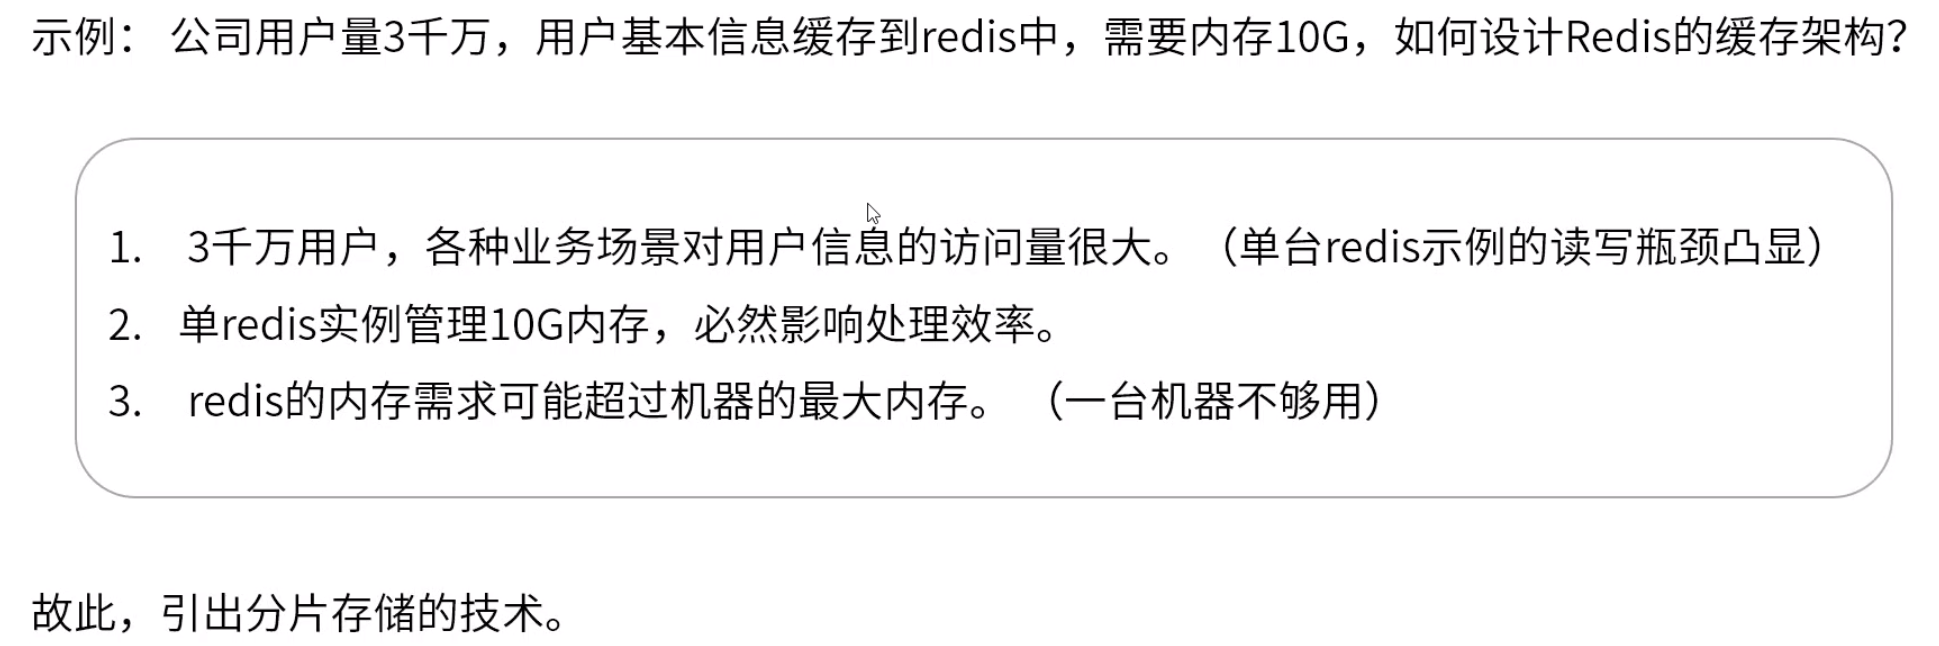 示例： 公司用户量3千万，用户基本信息缓存到redis中，需要内存10G，如何设计Redis的缓存架构？
1. 3千万用户，各种业务场景对用户信息的访问量很大。（单台redis示例的读写瓶颈凸显）
2. 单redis实例管理10G内存，必然影响处理效率。
3. redis的内存需求可能超过机器的最大内存。（一台机器不够用）
故此，引出分片存储的技术。